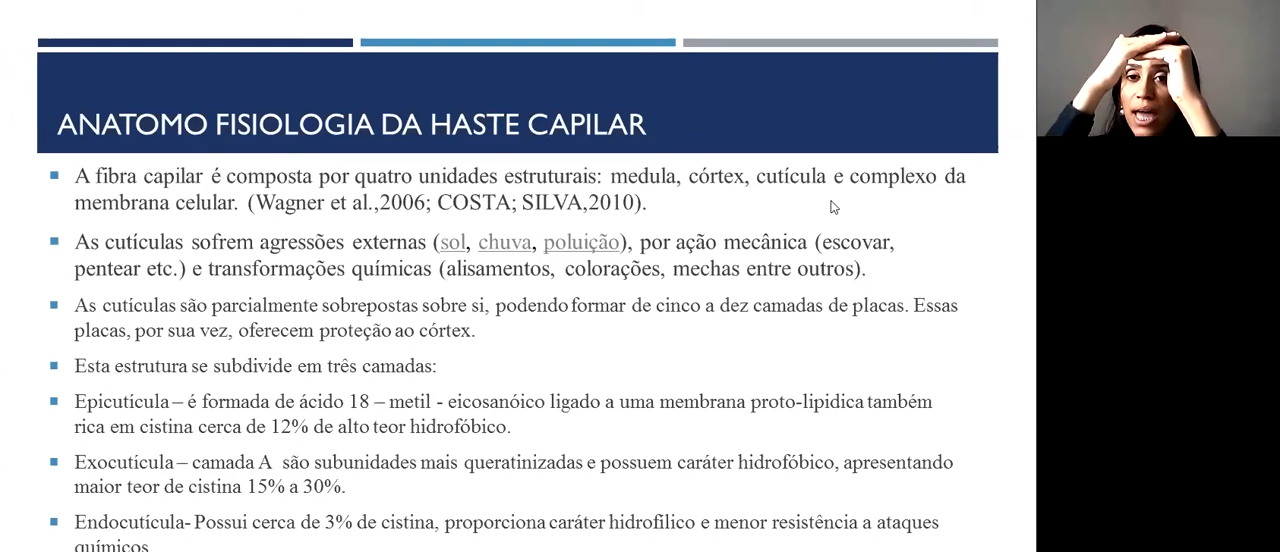 ANATOMO FISIOLOGIA DA HASTE CAPILAR
A fibra capilar é composta por quatro unidades estruturais: medula, córtex, cutícula e complexo da
membrana celular. (Wagner et al.,2006; COSTA; SILVA,2010).
As cutículas sofrem agressões externas (sol, chuva, poluição), por ação mecânica (escovar,
pentear etc.) e transformações químicas (alisamentos, colorações, mechas entre outros).
As cutículas são parcialmente sobrepostas sobre si, podendo formar de cinco a dez camadas de placas. Essas
placas, por sua vez, oferecem proteção ao córtex.
Esta estrutura se subdivide em três camadas:
Epicutícula – é formada de ácido 18 – metil - eicosanóico ligado a uma membrana proto-lipidica também
rica em cistina cerca de 12% de alto teor hidrofóbico.
Exocutícula – camada A são subunidades mais queratinizadas e possuem caráter hidrofóbico, apresentando
maior teor de cistina 15% a 30%.
Endocutícula- Possui cerca de 3% de cistina, proporciona caráter hidrofílico e menor resistência a ataques
químicos